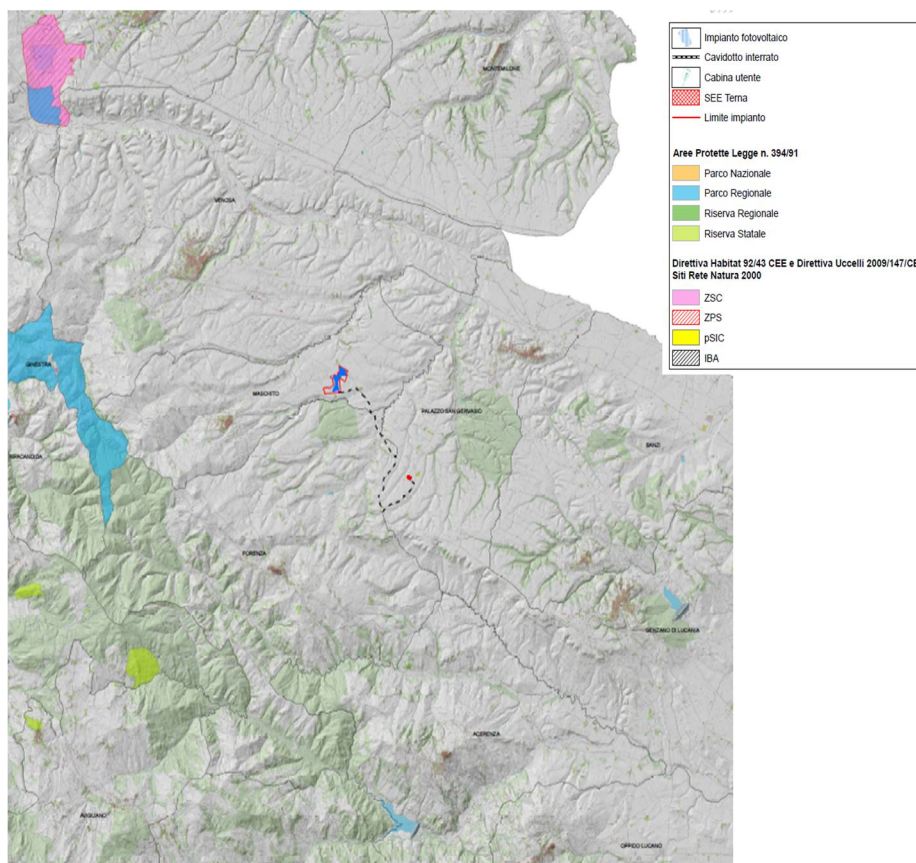 MONTEMILONE
VENOSA
GINESTRA
MASCHITO
PALAZZO SAN GERVASIO
BANZI
RIPACANDIDA
FORENZA
GENZANO DI LUCANIA
ACERENZA
AVIGLIANO
OPPIDO LUCANO
Impianto fotovoltaico
Cavidotto interrato
Cabina utente
SEE Terna
Limite impianto
Aree Protette Legge n. 394/91
Parco Nazionale
Parco Regionale
Riserva Regionale
Riserva Statale
Direttiva Habitat 92/43 CEE e Direttiva Uccelli 2009/147/CE
Siti Rete Natura 2000
ZSC
ZPS
pSIC
IBA